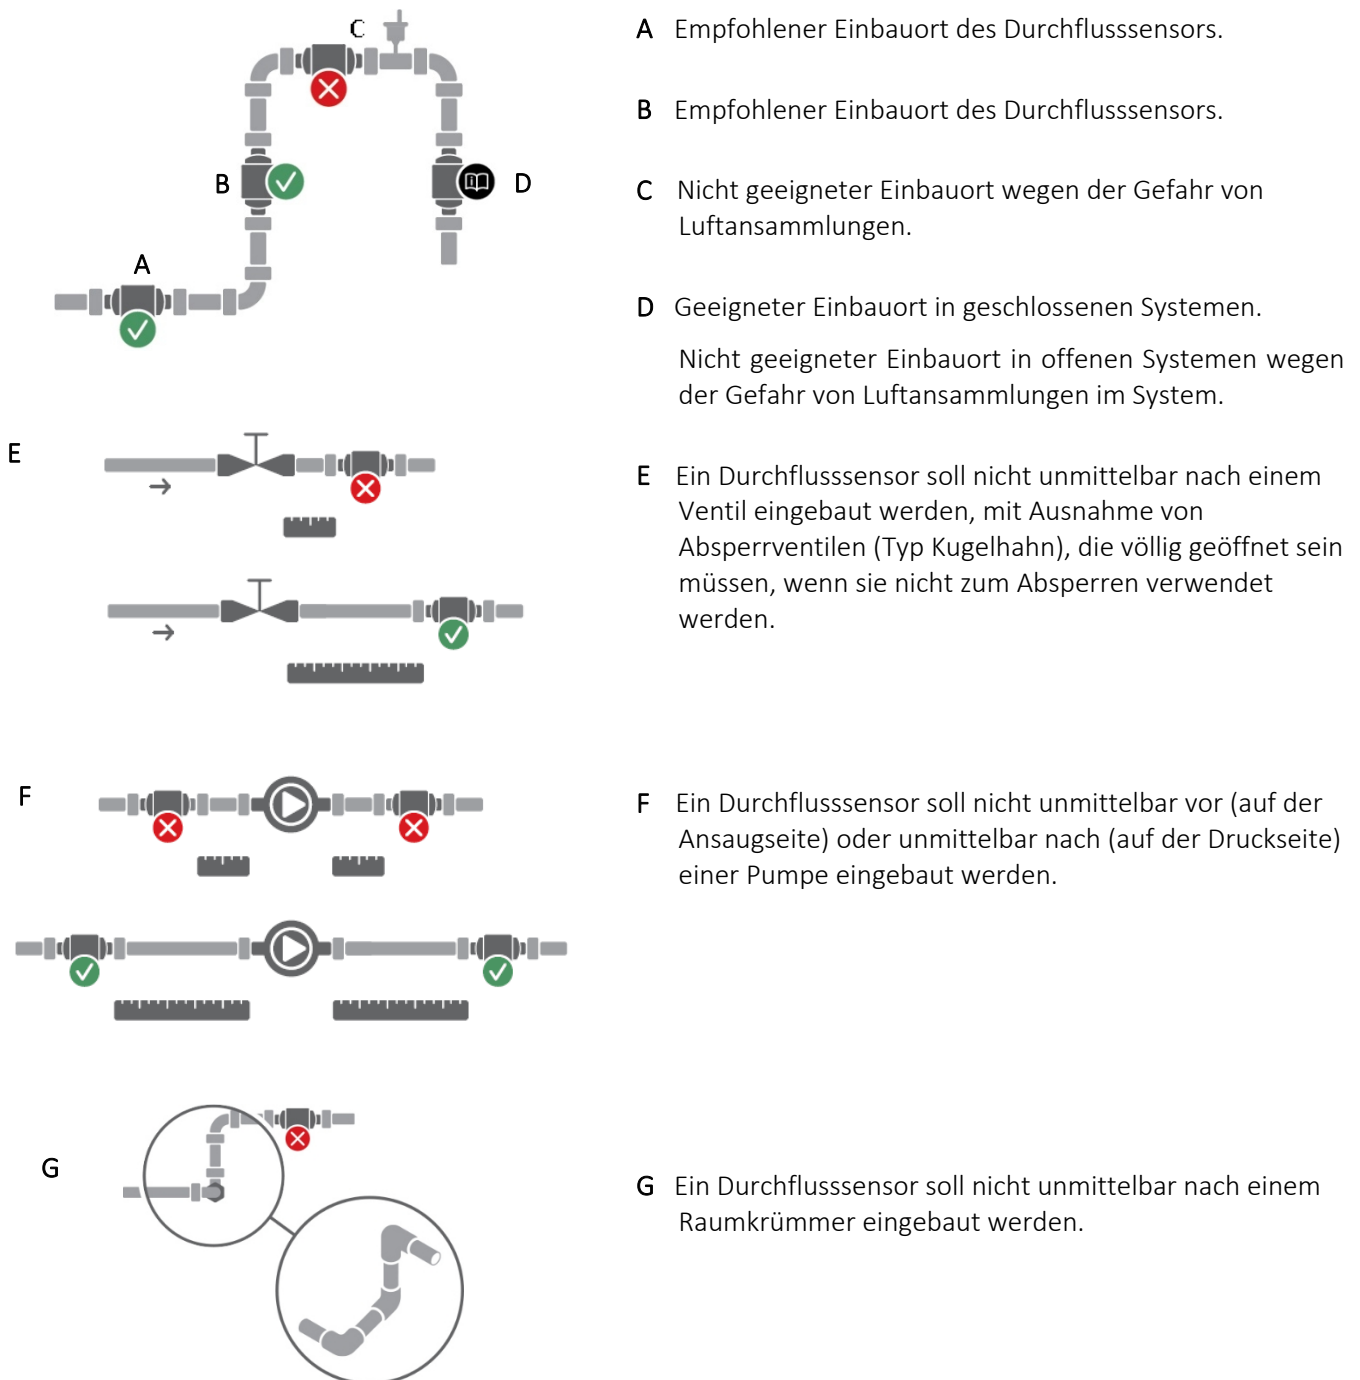 C
B
D
A
A Empfohlener Einbauort des Durchflusssensors.
B Empfohlener Einbauort des Durchflusssensors.
C Nicht geeigneter Einbauort wegen der Gefahr von
Luftansammlungen.
D Geeigneter Einbauort in geschlossenen Systemen.
Nicht geeigneter Einbauort in offenen Systemen wegen
der Gefahr von Luftansammlungen im System.
E
E Ein Durchflusssensor soll nicht unmittelbar nach einem
Ventil eingebaut werden, mit Ausnahme von
Absperrventilen (Typ Kugelhahn), die völlig geöffnet sein
müssen, wenn sie nicht zum Absperren verwendet
werden.
F
F Ein Durchflusssensor soll nicht unmittelbar vor (auf der
Ansaugseite) oder unmittelbar nach (auf der Druckseite)
einer Pumpe eingebaut werden.
G
G Ein Durchflusssensor soll nicht unmittelbar nach einem
Raumkrümmer eingebaut werden.